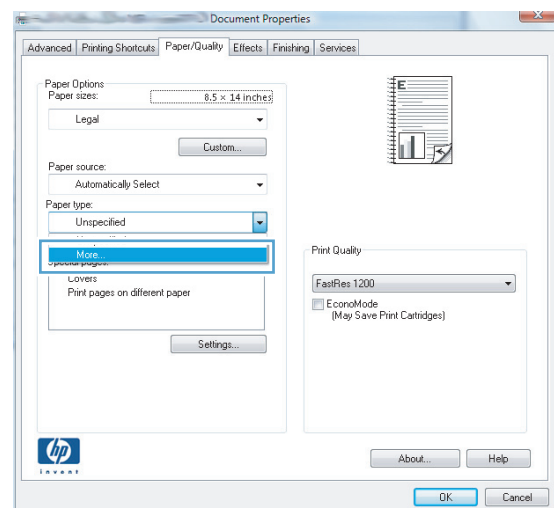 Document Properties
Advanced Printing Shortcuts Paper/Quality Effects Finishing Services
Paper Options
Paper sizes: 8.5 × 14 inches
Legal
Custom...
Paper source:
Automatically Select
Paper type:
Unspecified
More...
Covers
Print pages on different paper
Settings...
E
Print Quality
FastRes 1200
EconoMode
(May Save Print Cartridges)
hp
invent
About... Help
OK Cancel